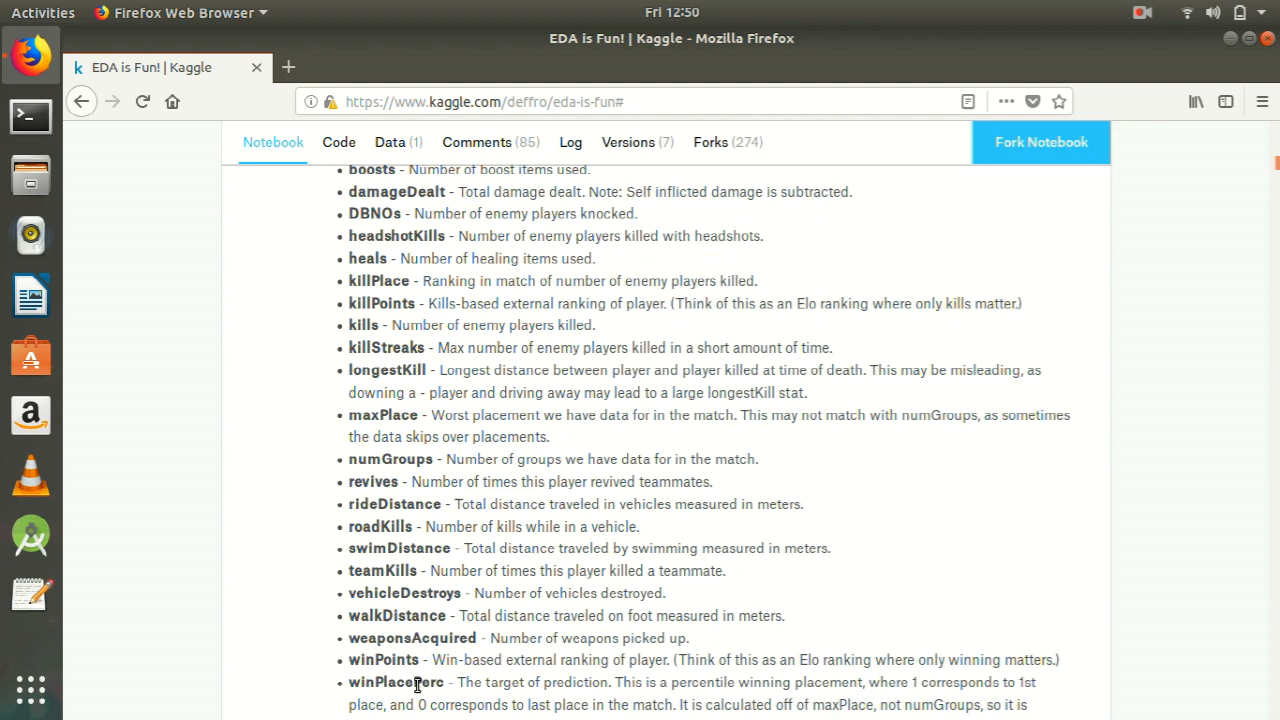 Activities Firefox Web Browser Fri 12:50
EDA is Fun! | Kaggle - Mozilla Firefox
k EDA is Fun! | Kaggle
https://www.kaggle.com/deffro/eda-is-fun#
Notebook Code Data (1) Comments (85) Log Versions (7) Forks (274) Fork Notebook
• boosts - Number of boost items used.
• damageDealt - Total damage dealt. Note: Self inflicted damage is subtracted.
• DBNOs - Number of enemy players knocked.
• headshotKills - Number of enemy players killed with headshots.
• heals - Number of healing items used.
• killPlace - Ranking in match of number of enemy players killed.
• killPoints - Kills-based external ranking of player. (Think of this as an Elo ranking where only kills matter.)
• kills - Number of enemy players killed.
• killStreaks - Max number of enemy players killed in a short amount of time.
• longestKill - Longest distance between player and player killed at time of death. This may be misleading, as
downing a - player and driving away may lead to a large longestKill stat.
• maxPlace - Worst placement we have data for in the match. This may not match with numGroups, as sometimes
the data skips over placements.
• numGroups - Number of groups we have data for in the match.
• revives - Number of times this player revived teammates.
• rideDistance - Total distance traveled in vehicles measured in meters.
• roadKills - Number of kills while in a vehicle.
• swimDistance - Total distance traveled by swimming measured in meters.
• teamKills - Number of times this player killed a teammate.
• vehicleDestroys - Number of vehicles destroyed.
• walkDistance - Total distance traveled on foot measured in meters.
• weaponsAcquired - Number of weapons picked up.
• winPoints - Win-based external ranking of player. (Think of this as an Elo ranking where only winning matters.)
• winPlacePerc - The target of prediction. This is a percentile winning placement, where 1 corresponds to 1st
place, and 0 corresponds to last place in the match. It is calculated off of maxPlace, not numGroups, so it is